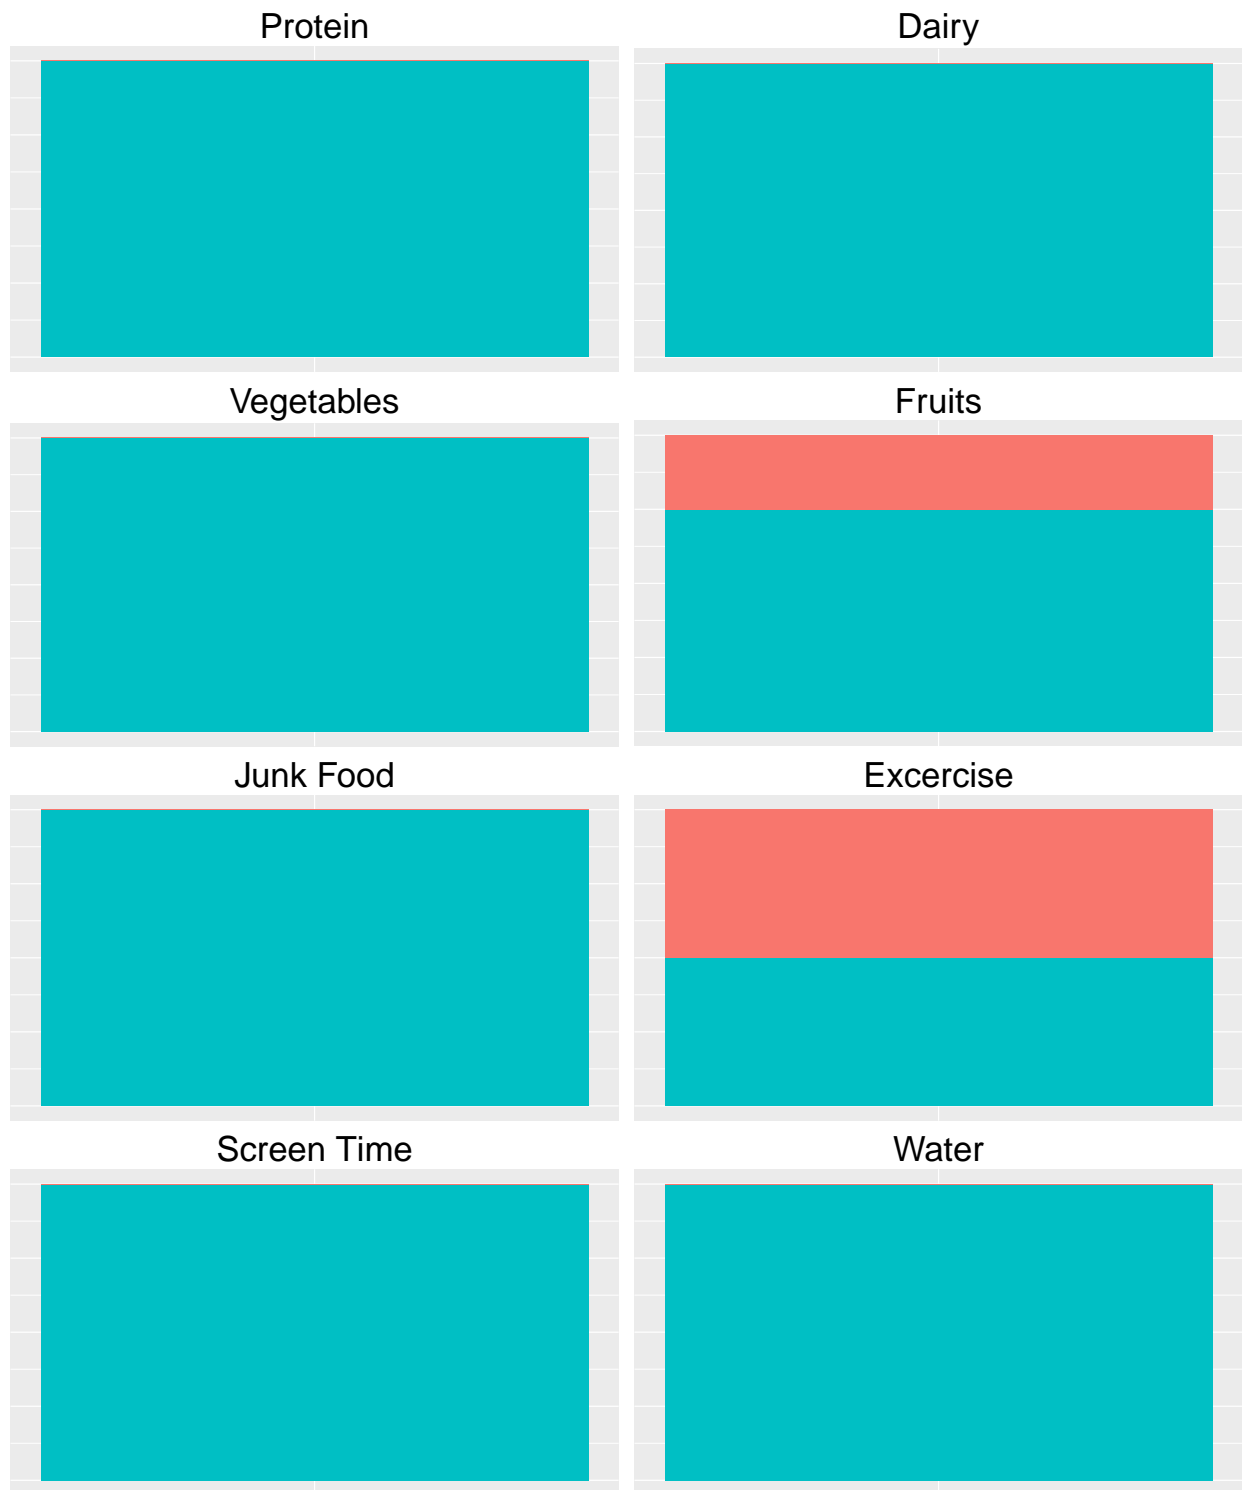 Protein
Dairy
Vegetables
Fruits
Junk Food
Excercise
Screen Time
Water